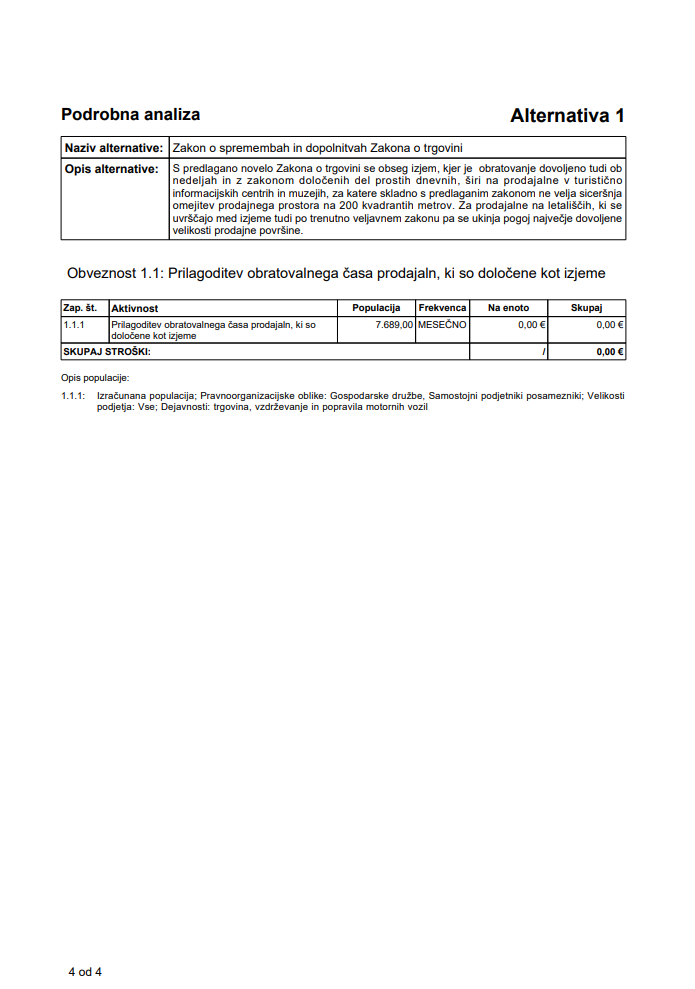 Podrobna analiza
Alternativa 1
Naziv alternative: Zakon o spremembah in dopolnitvah Zakona o trgovini
Opis alternative: S predlagano novelo Zakona o trgovini se obseg izjem, kjer je obratovanje dovoljeno tudi ob
nedeljah in z zakonom določenih del prostih dnevnih, širi na prodajalne v turistično
informacijskih centrih in muzejih, za katere skladno s predlaganim zakonom ne velja siceršnja
omejitev prodajnega prostora na 200 kvadrantih metrov. Za prodajalne na letališčih, ki se
uvrščajo med izjeme tudi po trenutno veljavnem zakonu pa se ukinja pogoj največje dovoljene
velikosti prodajne površine.
Obveznost 1.1: Prilagoditev obratovalnega časa prodajaln, ki so določene kot izjeme
Zap. št. Aktivnost Populacija Frekvenca Na enoto Skupaj
1.1.1 Prilagoditev obratovalnega časa prodajaln, ki so 7.689,00 MESEČNO 0,00 € 0,00 €
določene kot izjeme
SKUPAJ STROŠKI: / 0,00 €
Opis populacije:
1.1.1: Izračunana populacija; Pravnoorganizacijske oblike: Gospodarske družbe, Samostojni podjetniki posamezniki; Velikosti
podjetja: Vse; Dejavnosti: trgovina, vzdrževanje in popravila motornih vozil
4 od 4